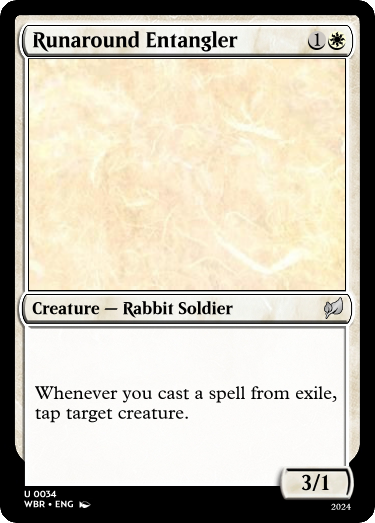 Runaround Entangler 1
Creature — Rabbit Soldier
Whenever you cast a spell from exile,
tap target creature.
3/1
U 0034
WBR • ENG
2024